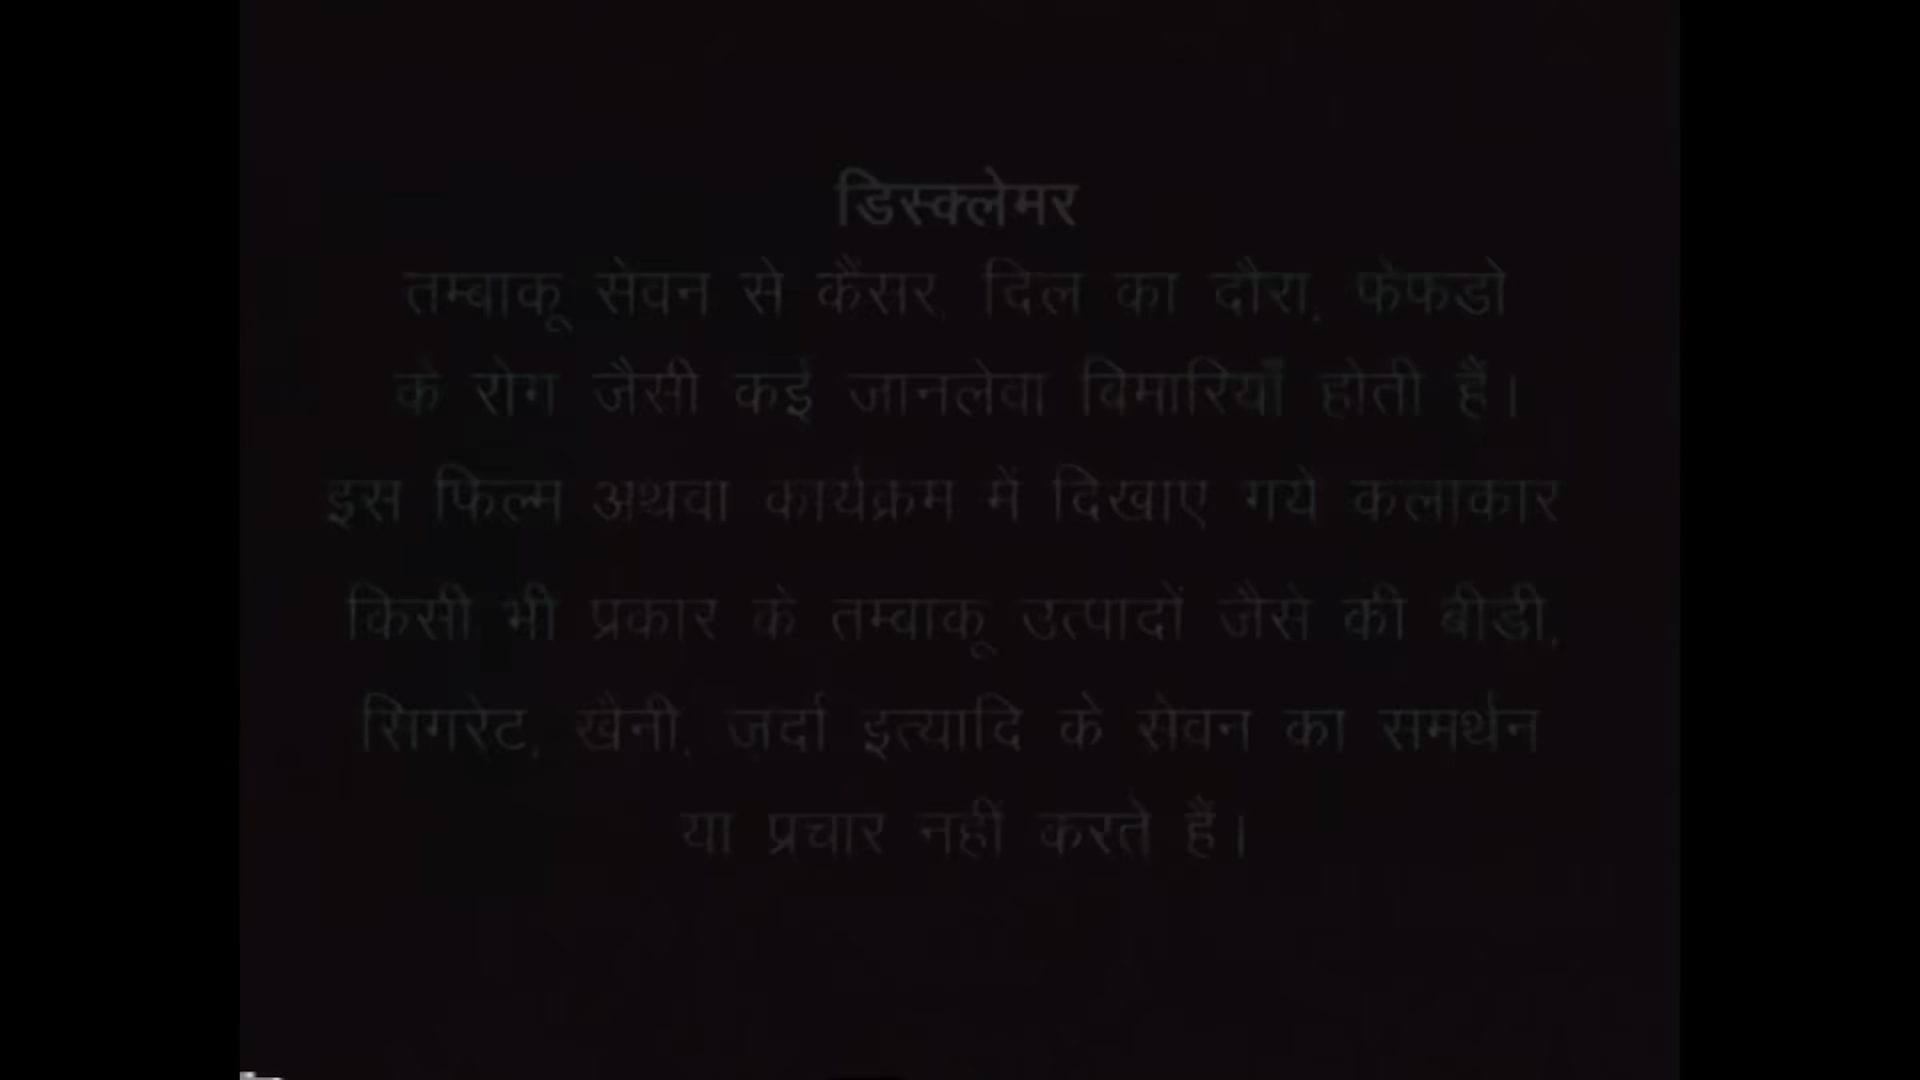 डिस्क्लेमर
तम्बाकू सेवन से कैंसर, दिल का दौरा, फेफडो
के रोग जैसी कई जानलेवा बिमारियाँ होती हैं।
इस फिल्म अथवा कार्यक्रम में दिखाए गये कलाकार
किसी भी प्रकार के तम्बाकू उत्पादों जैसे की बीडी,
सिगरेट, खैनी, जर्दा इत्यादि के सेवन का समर्थन
या प्रचार नहीं करते हैं।